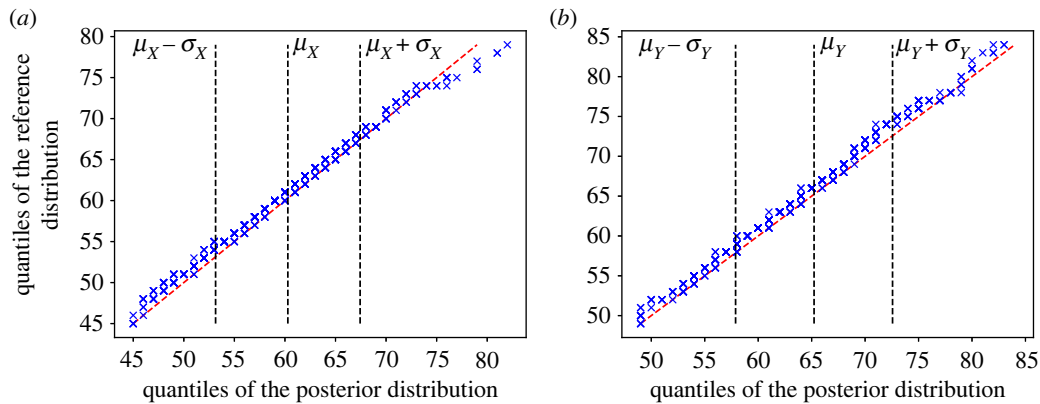 (a)
(b)
μX − σX
μX
μX + σX
μY − σY
μY
μY + σY
quantiles of the reference
distribution
80
75
70
65
60
55
50
45
85
80
75
70
65
60
55
50
45 50 55 60 65 70 75 80
50 55 60 65 70 75 80 85
quantiles of the posterior distribution
quantiles of the posterior distribution